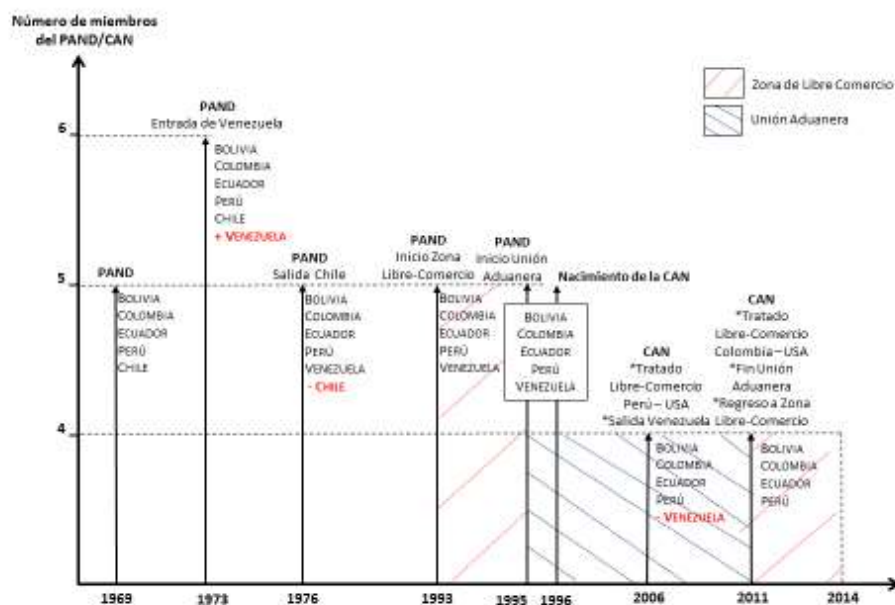 Número de miembros
del PAND/CAN
Zona de Libre Comercio
Unión Aduanera
6
5
4
PAND
BOLIVIA
COLOMBIA
ECUADOR
PERÚ
CHILE
PAND
Entrada de Venezuela
BOLIVIA
COLOMBIA
ECUADOR
PERÚ
CHILE
+ VENEZUELA
PAND
Salida Chile
BOLIVIA
COLOMBIA
ECUADOR
PERÚ
VENEZUELA
- CHILE
PAND
Inicio Zona
Libre-Comercio
BOLIVIA
COLOMBIA
ECUADOR
PERÚ
VENEZUELA
PAND
Inicio Unión
Aduanera
Nacimiento de la CAN
BOLIVIA
COLOMBIA
ECUADOR
PERÚ
VENEZUELA
CAN
*Tratado
Libre-Comercio
Perú – USA
*Salida Venezuela
BOLIVIA
COLOMBIA
ECUADOR
PERÚ
- VENEZUELA
CAN
*Tratado
Libre-Comercio
Colombia – USA
*Fin Unión
Aduanera
*Regreso a Zona
Libre-Comercio
BOLIVIA
COLOMBIA
ECUADOR
PERÚ
1969
1973
1976
1993
1995
1996
2006
2011
2014